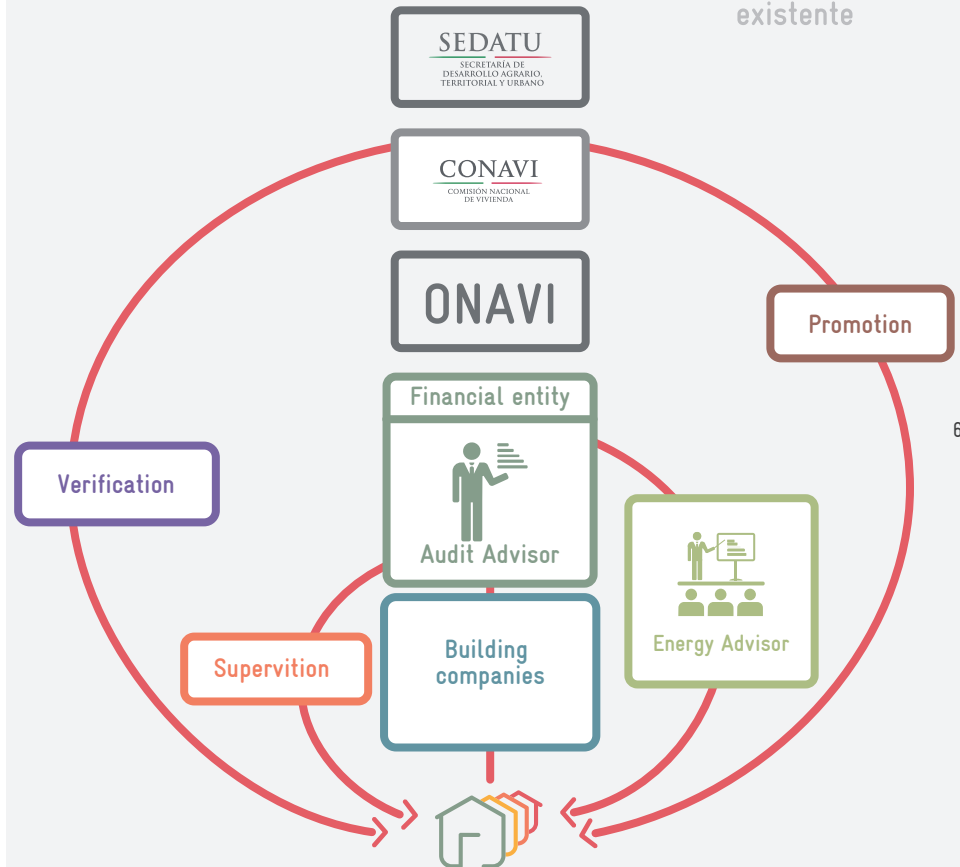 existente
SEDATU
SECRETARÍA DE
DESARROLLO AGRARIO,
TERRITORIAL Y URBANO
CONAVI
COMISIÓN NACIONAL
DE VIVIENDA
ONAVI
Promotion
Financial entity
6
Verification
Audit Advisor
Energy Advisor
Building
companies
Supervition